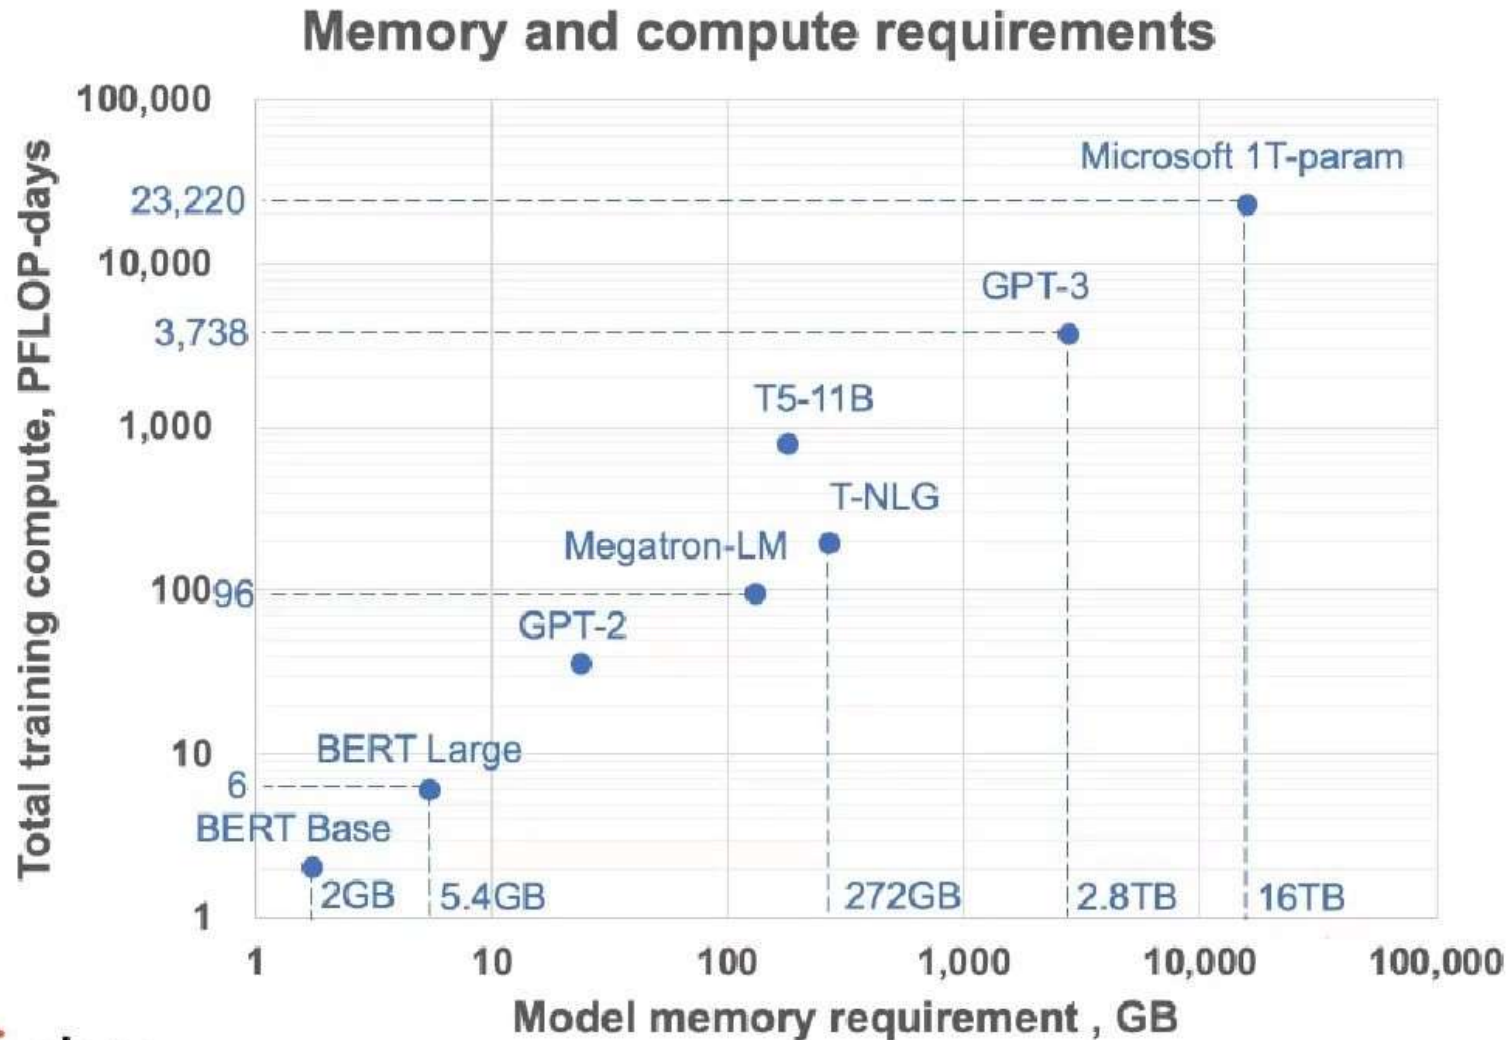 Memory and compute requirements
Total training compute, PFLOP-days
100,000
Microsoft 1T-param
23,220
10,000
GPT-3
3,738
T5-11B
1,000
T-NLG
Megatron-LM
100
96
GPT-2
10
BERT Large
6
BERT Base
2GB
5.4GB
272GB
2.8TB
16TB
1
1
10
100
1,000
10,000
100,000
Model memory requirement , GB